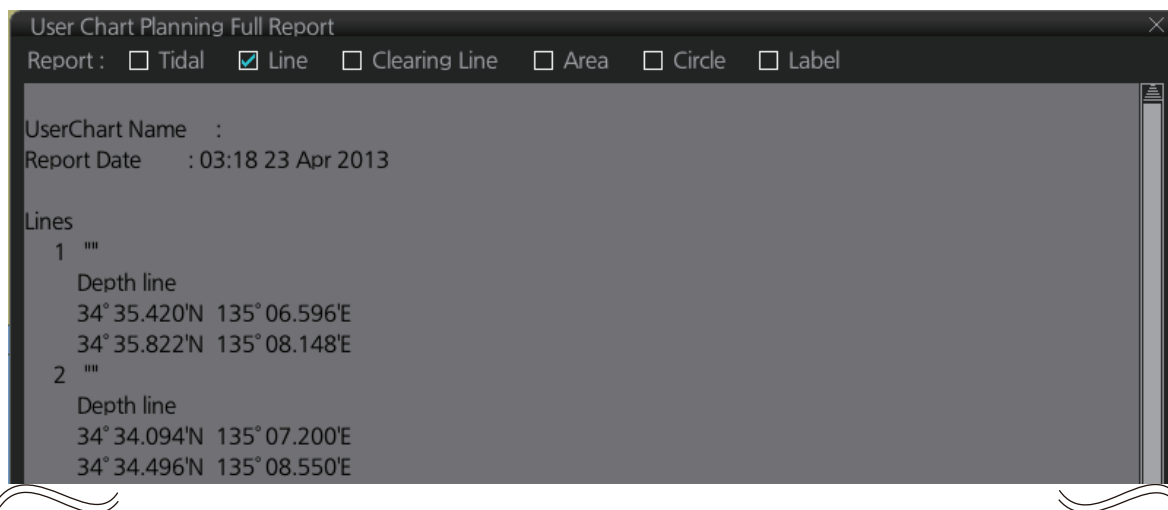 User Chart Planning Full Report
Report : Tidal Line Clearing Line Area Circle Label
UserChart Name :
Report Date : 03:18 23 Apr 2013
Lines
1 ""
Depth line
34°35.420'N 135°06.596'E
34°35.822'N 135°08.148'E
2 ""
Depth line
34°34.094'N 135°07.200'E
34°34.496'N 135°08.550'E